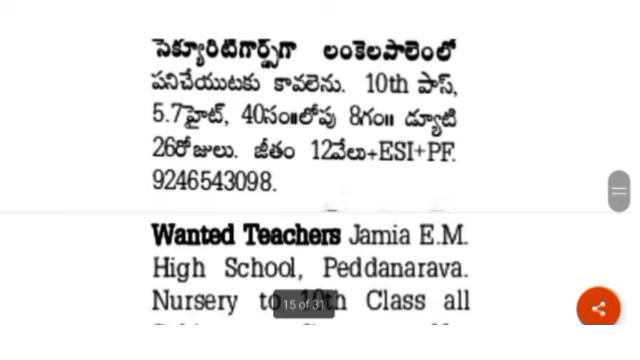 సెక్యూరిటిగార్డ్స్‌గా లంకెలపాలెంలో
పనిచేయుటకు కావలెను. 10th పాస్,
5.7హైట్, 40సం॥లోపు 8గం॥ డ్యూటి
26రోజులు. జీతం 12వేలు+ESI+PF.
9246543098.
Wanted Teachers Jamia E.M.
High School, Peddanarava.
Nursery to 10th Class all
15 of 31